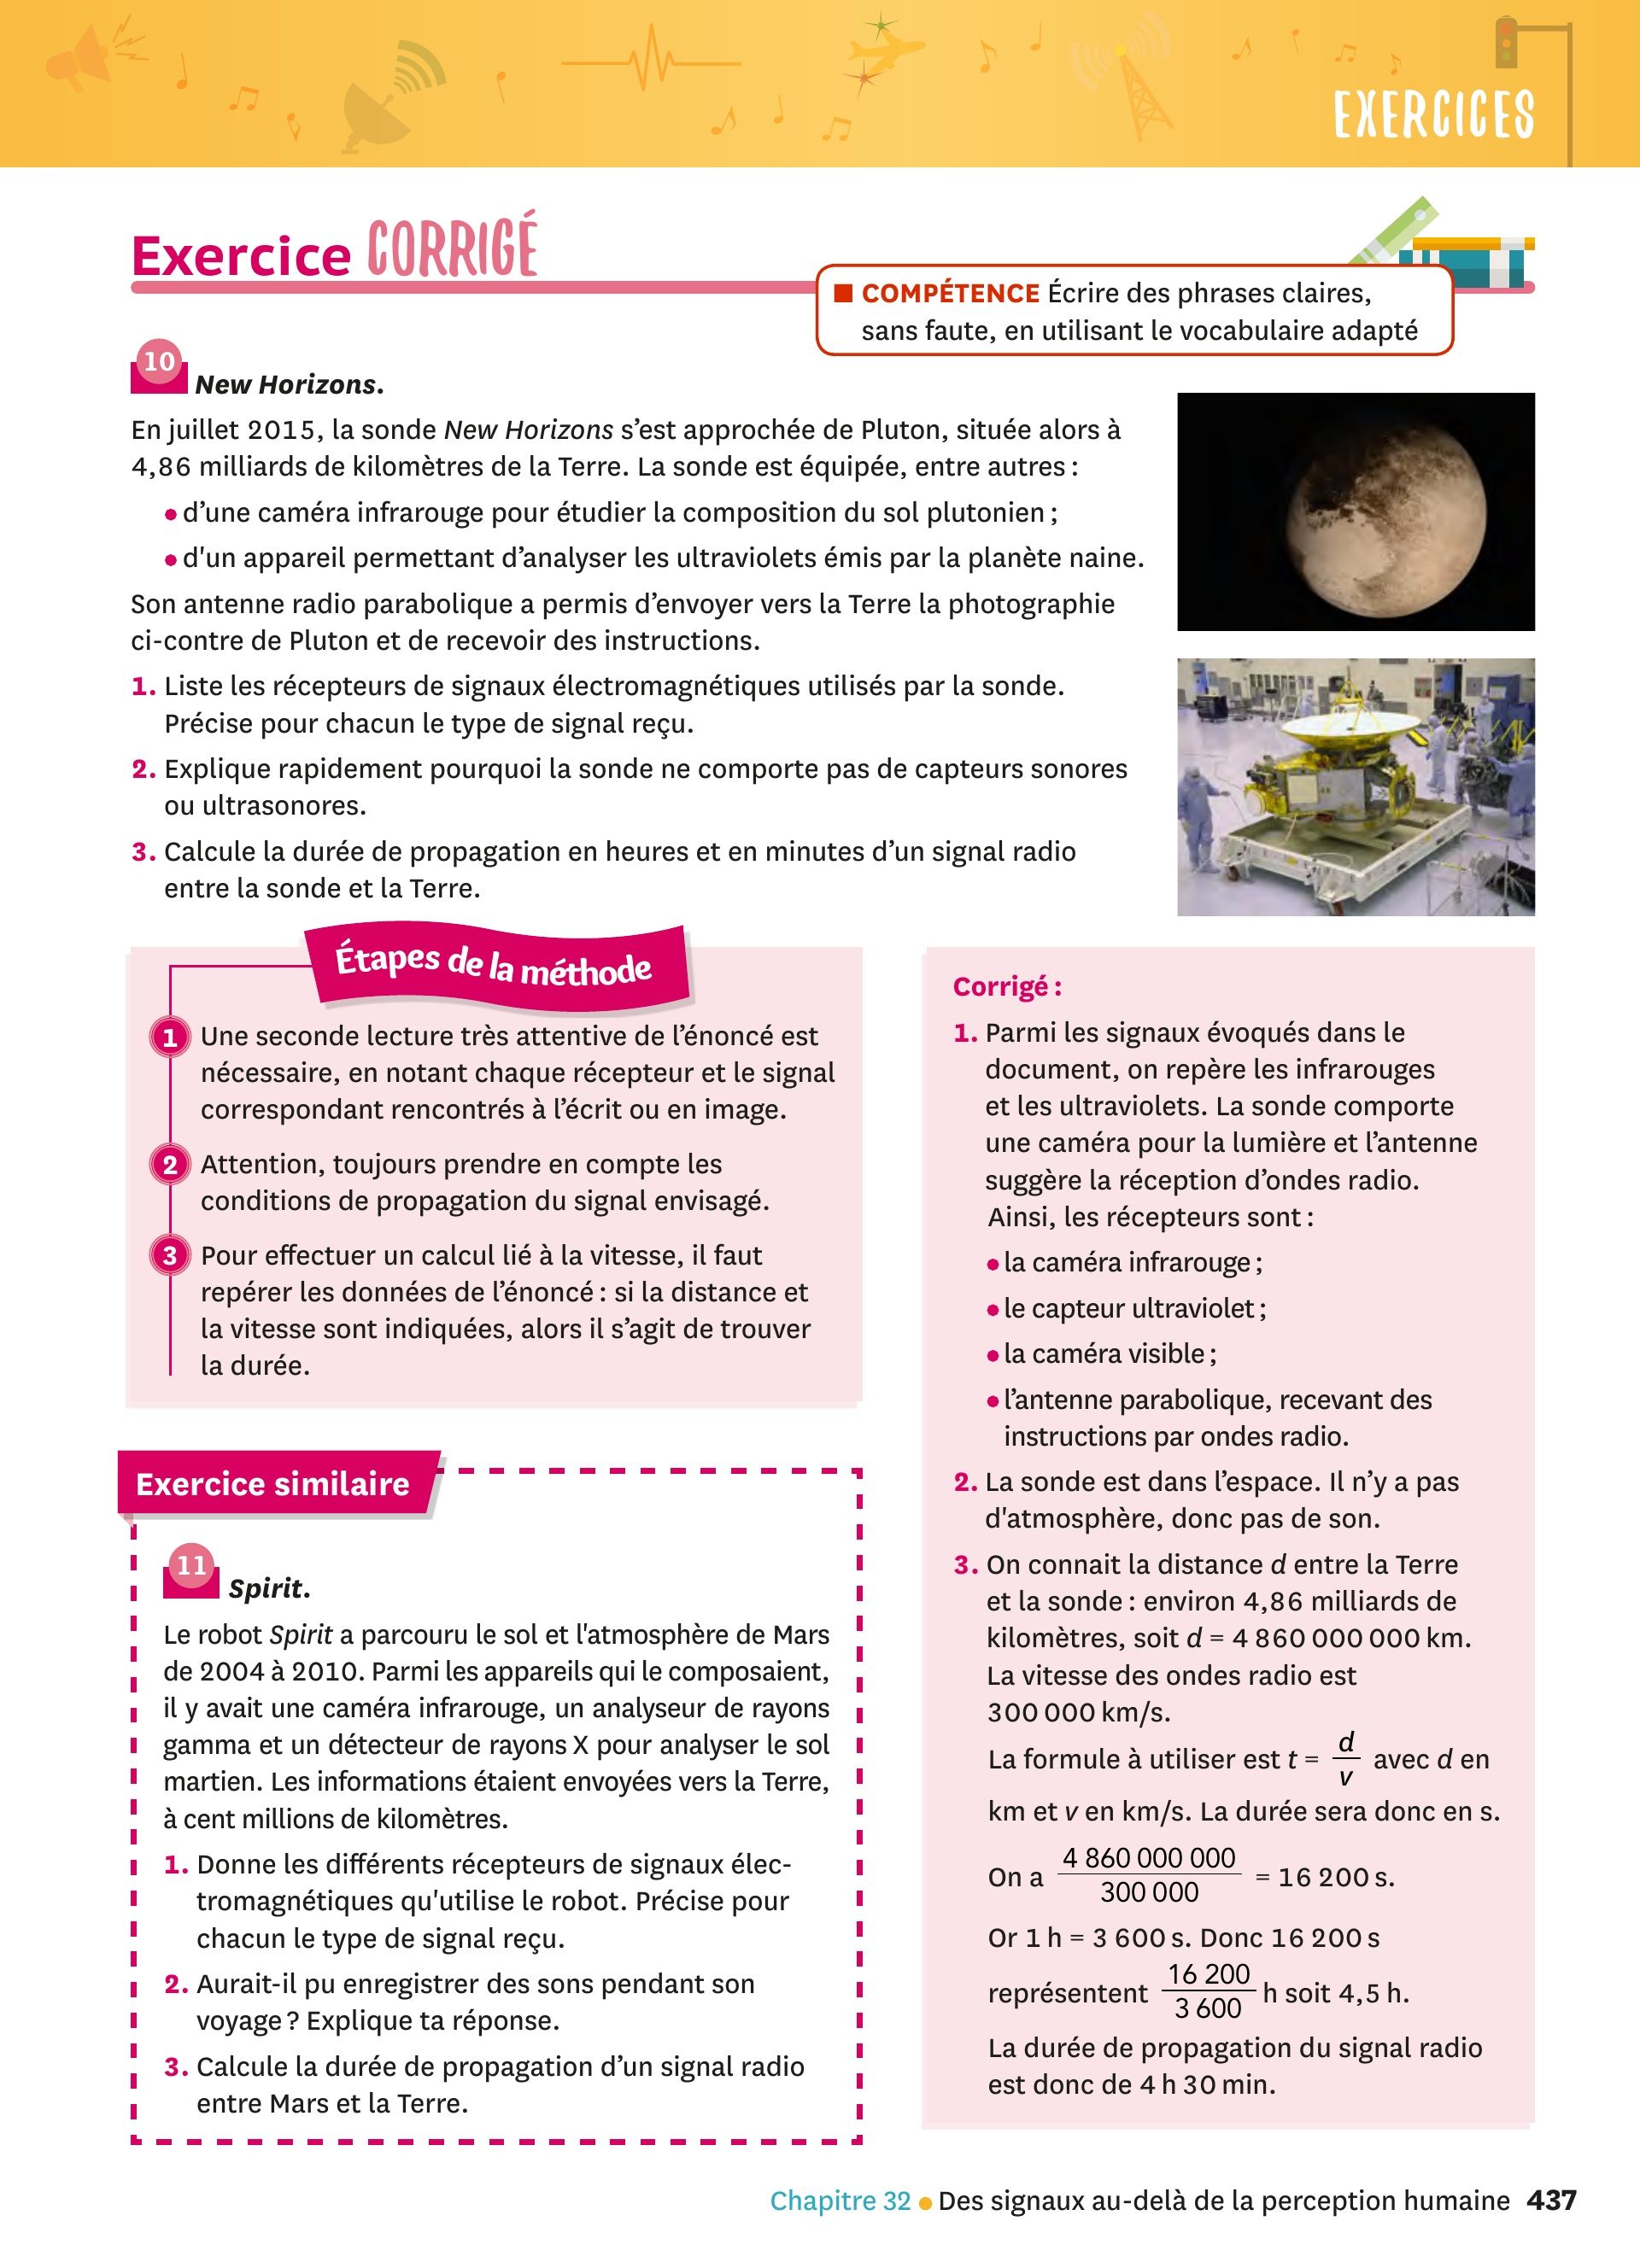 EXERCICES
Exercice CORRIGÉ
■ COMPÉTENCE Écrire des phrases claires,
sans faute, en utilisant le vocabulaire adapté
10 New Horizons.
En juillet 2015, la sonde New Horizons s’est approchée de Pluton, située alors à
4,86 milliards de kilomètres de la Terre. La sonde est équipée, entre autres :
• d’une caméra infrarouge pour étudier la composition du sol plutonien ;
• d'un appareil permettant d’analyser les ultraviolets émis par la planète naine.
Son antenne radio parabolique a permis d’envoyer vers la Terre la photographie
ci-contre de Pluton et de recevoir des instructions.
1. Liste les récepteurs de signaux électromagnétiques utilisés par la sonde.
Précise pour chacun le type de signal reçu.
2. Explique rapidement pourquoi la sonde ne comporte pas de capteurs sonores
ou ultrasonores.
3. Calcule la durée de propagation en heures et en minutes d’un signal radio
entre la sonde et la Terre.
Étapes de la méthode
1 Une seconde lecture très attentive de l’énoncé est
nécessaire, en notant chaque récepteur et le signal
correspondant rencontrés à l’écrit ou en image.
2 Attention, toujours prendre en compte les
conditions de propagation du signal envisagé.
3 Pour effectuer un calcul lié à la vitesse, il faut
repérer les données de l’énoncé : si la distance et
la vitesse sont indiquées, alors il s’agit de trouver
la durée.
Exercice similaire
11 Spirit.
Le robot Spirit a parcouru le sol et l'atmosphère de Mars
de 2004 à 2010. Parmi les appareils qui le composaient,
il y avait une caméra infrarouge, un analyseur de rayons
gamma et un détecteur de rayons X pour analyser le sol
martien. Les informations étaient envoyées vers la Terre,
à cent millions de kilomètres.
1. Donne les différents récepteurs de signaux élec-
tromagnétiques qu'utilise le robot. Précise pour
chacun le type de signal reçu.
2. Aurait-il pu enregistrer des sons pendant son
voyage ? Explique ta réponse.
3. Calcule la durée de propagation d’un signal radio
entre Mars et la Terre.
Corrigé :
1. Parmi les signaux évoqués dans le
document, on repère les infrarouges
et les ultraviolets. La sonde comporte
une caméra pour la lumière et l’antenne
suggère la réception d’ondes radio.
Ainsi, les récepteurs sont :
• la caméra infrarouge ;
• le capteur ultraviolet ;
• la caméra visible ;
• l’antenne parabolique, recevant des
instructions par ondes radio.
2. La sonde est dans l’espace. Il n’y a pas
d'atmosphère, donc pas de son.
3. On connait la distance d entre la Terre
et la sonde : environ 4,86 milliards de
kilomètres, soit d = 4 860 000 000 km.
La vitesse des ondes radio est
300 000 km/s.
La formule à utiliser est t = d/v avec d en
km et v en km/s. La durée sera donc en s.
On a 4 860 000 000 / 300 000 = 16 200 s.
Or 1 h = 3 600 s. Donc 16 200 s
représentent 16 200 / 3 600 h soit 4,5 h.
La durée de propagation du signal radio
est donc de 4 h 30 min.
Chapitre 32 • Des signaux au-delà de la perception humaine 437